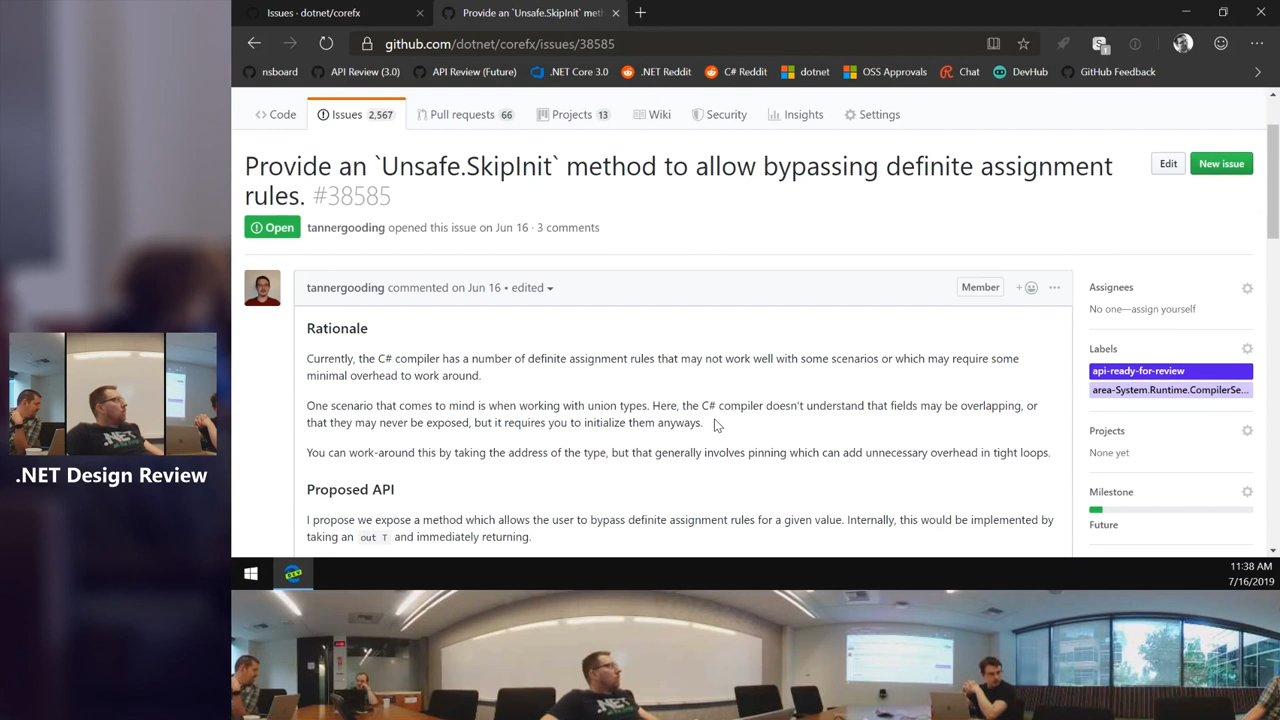 Issues · dotnet/corefx
Provide an `Unsafe.SkipInit` met
github.com/dotnet/corefx/issues/38585
nsboard
API Review (3.0)
API Review (Future)
.NET Core 3.0
.NET Reddit
C# Reddit
dotnet
OSS Approvals
Chat
DevHub
GitHub Feedback
Code
Issues 2,567
Pull requests 66
Projects 13
Wiki
Security
Insights
Settings
Provide an `Unsafe.SkipInit` method to allow bypassing definite assignment
rules. #38585
Edit
New issue
Open
tannergooding opened this issue on Jun 16 · 3 comments
tannergooding commented on Jun 16 • edited
Member
Rationale
Currently, the C# compiler has a number of definite assignment rules that may not work well with some scenarios or which may require some
minimal overhead to work around.
One scenario that comes to mind is when working with union types. Here, the C# compiler doesn't understand that fields may be overlapping, or
that they may never be exposed, but it requires you to initialize them anyways.
You can work-around this by taking the address of the type, but that generally involves pinning which can add unnecessary overhead in tight loops.
Proposed API
I propose we expose a method which allows the user to bypass definite assignment rules for a given value. Internally, this would be implemented by
taking an out T and immediately returning.
Assignees
No one—assign yourself
Labels
api-ready-for-review
area-System.Runtime.CompilerSe...
Projects
None yet
Milestone
Future
.NET Design Review
11:38 AM
7/16/2019
.NET